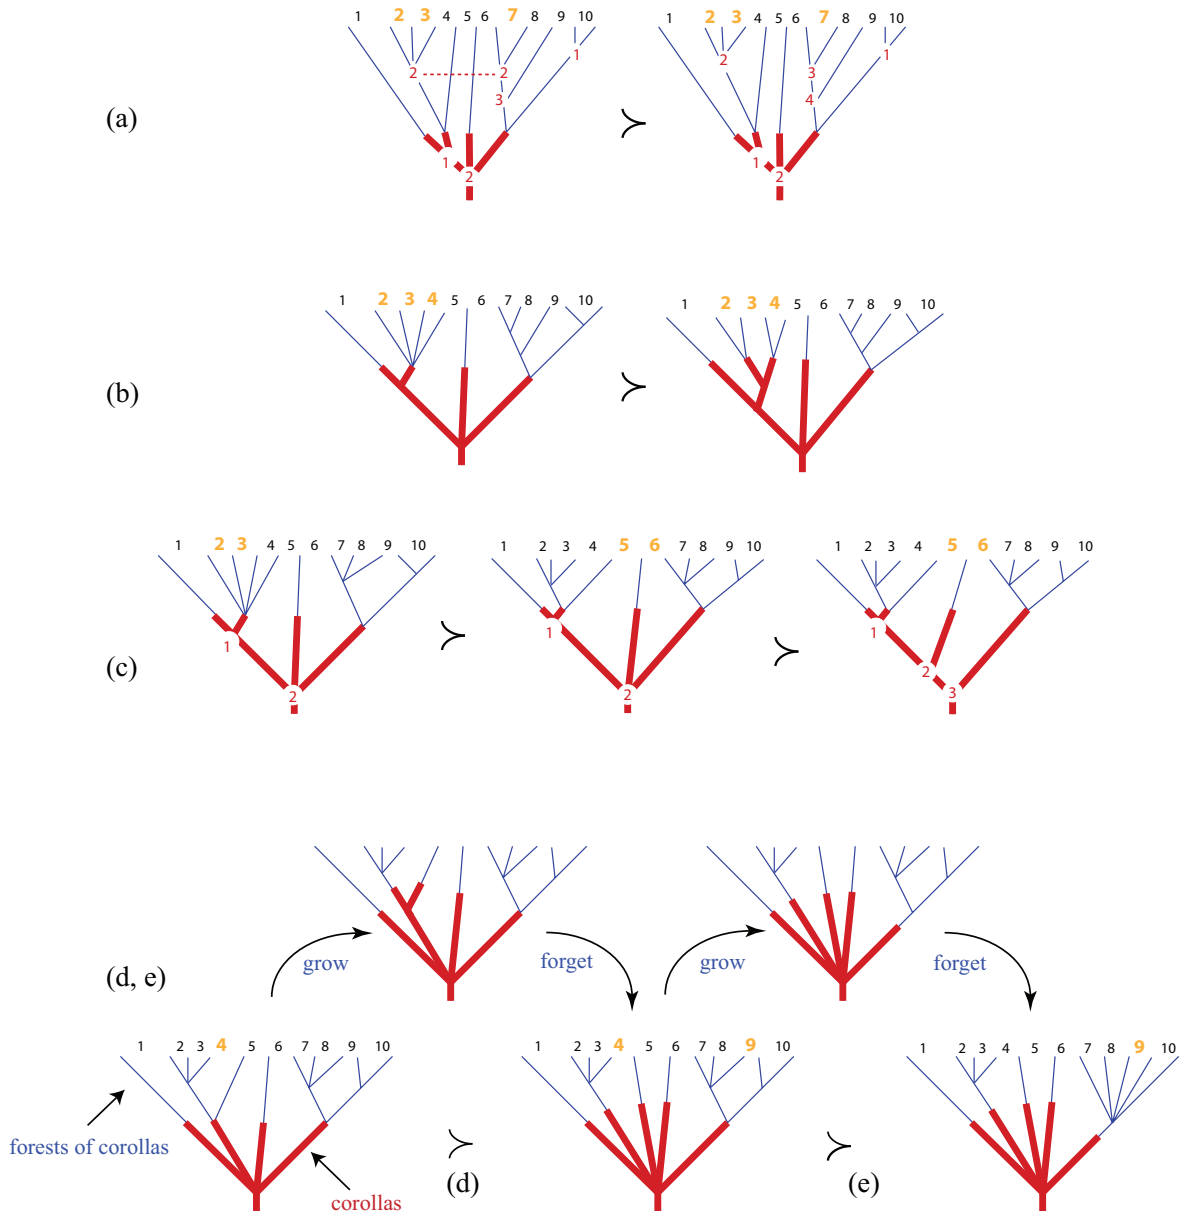 1 2 3 4 5 6 7 8 9 10 1 2 3 4 5 6 7 8 9 10
1 2 1
2 2 3
3 4
(a) ≻
1 1
2 2
1 2 3 4 5 6 7 8 9 10 1 2 3 4 5 6 7 8 9 10
(b) ≻
1 2 3 4 5 6 7 8 9 10 1 2 3 4 5 6 7 8 9 10 1 2 3 4 5 6 7 8 9 10
1 ≻ 1 ≻ 1
(c) 2
2 2 3
grow forget grow forget
(d, e)
1 2 3 4 5 6 7 8 9 10 1 2 3 4 5 6 7 8 9 10 1 2 3 4 5 6 7 8 9 10
forests of corollas ≻ ≻
(d) (e)
corollas